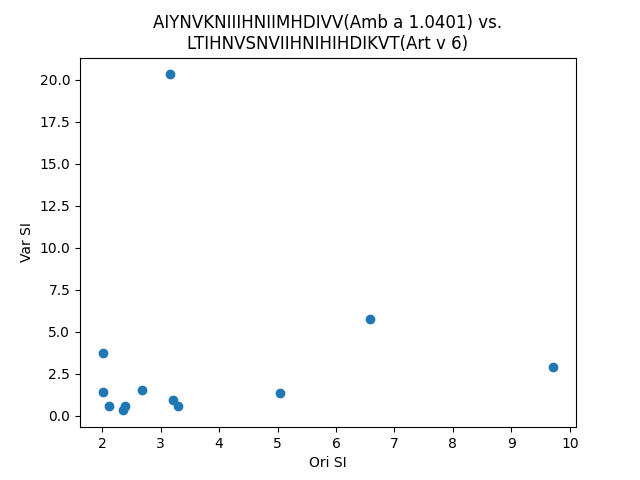 AIYNVKNIIIHNIIMHDIVV(Amb a 1.0401) vs.
LTIHNVSNVIIHNIHIHDIKVT(Art v 6)
20.0
17.5
15.0
12.5
10.0
7.5
5.0
2.5
0.0
Var SI
2 3 4 5 6 7 8 9 10
Ori SI